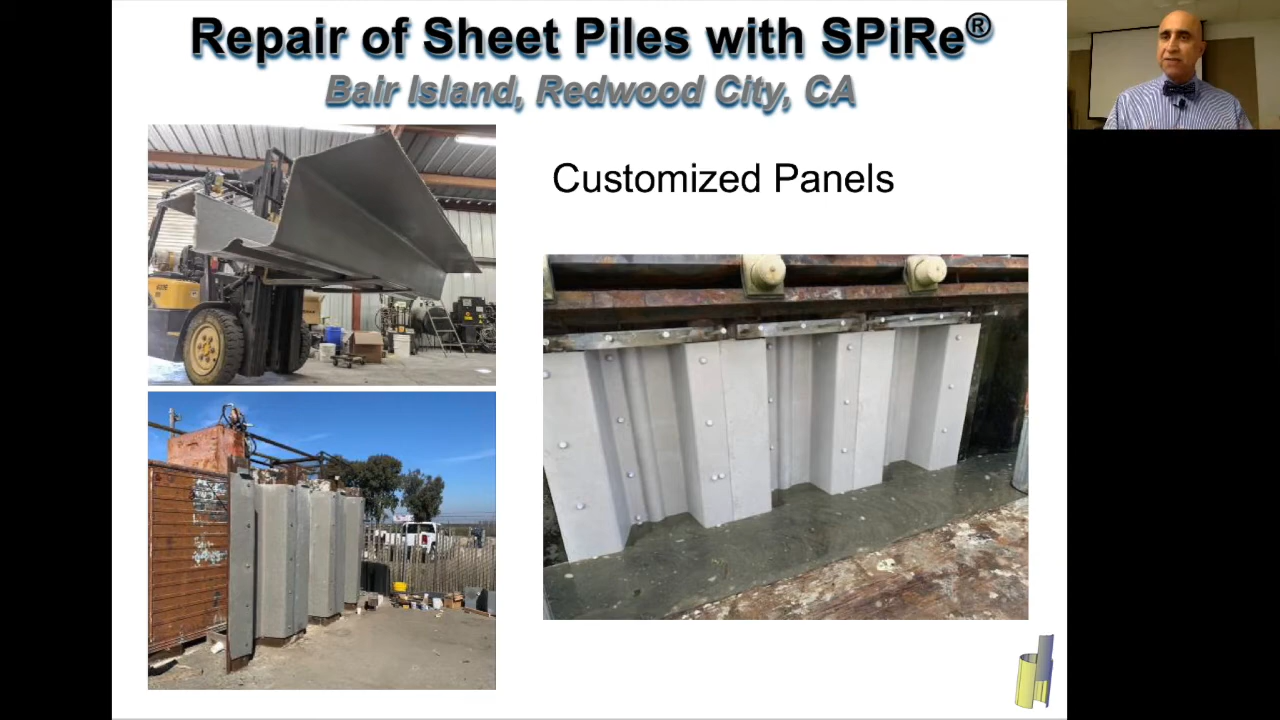 Repair of Sheet Piles with SPiRe®
Bair Island, Redwood City, CA
Customized Panels